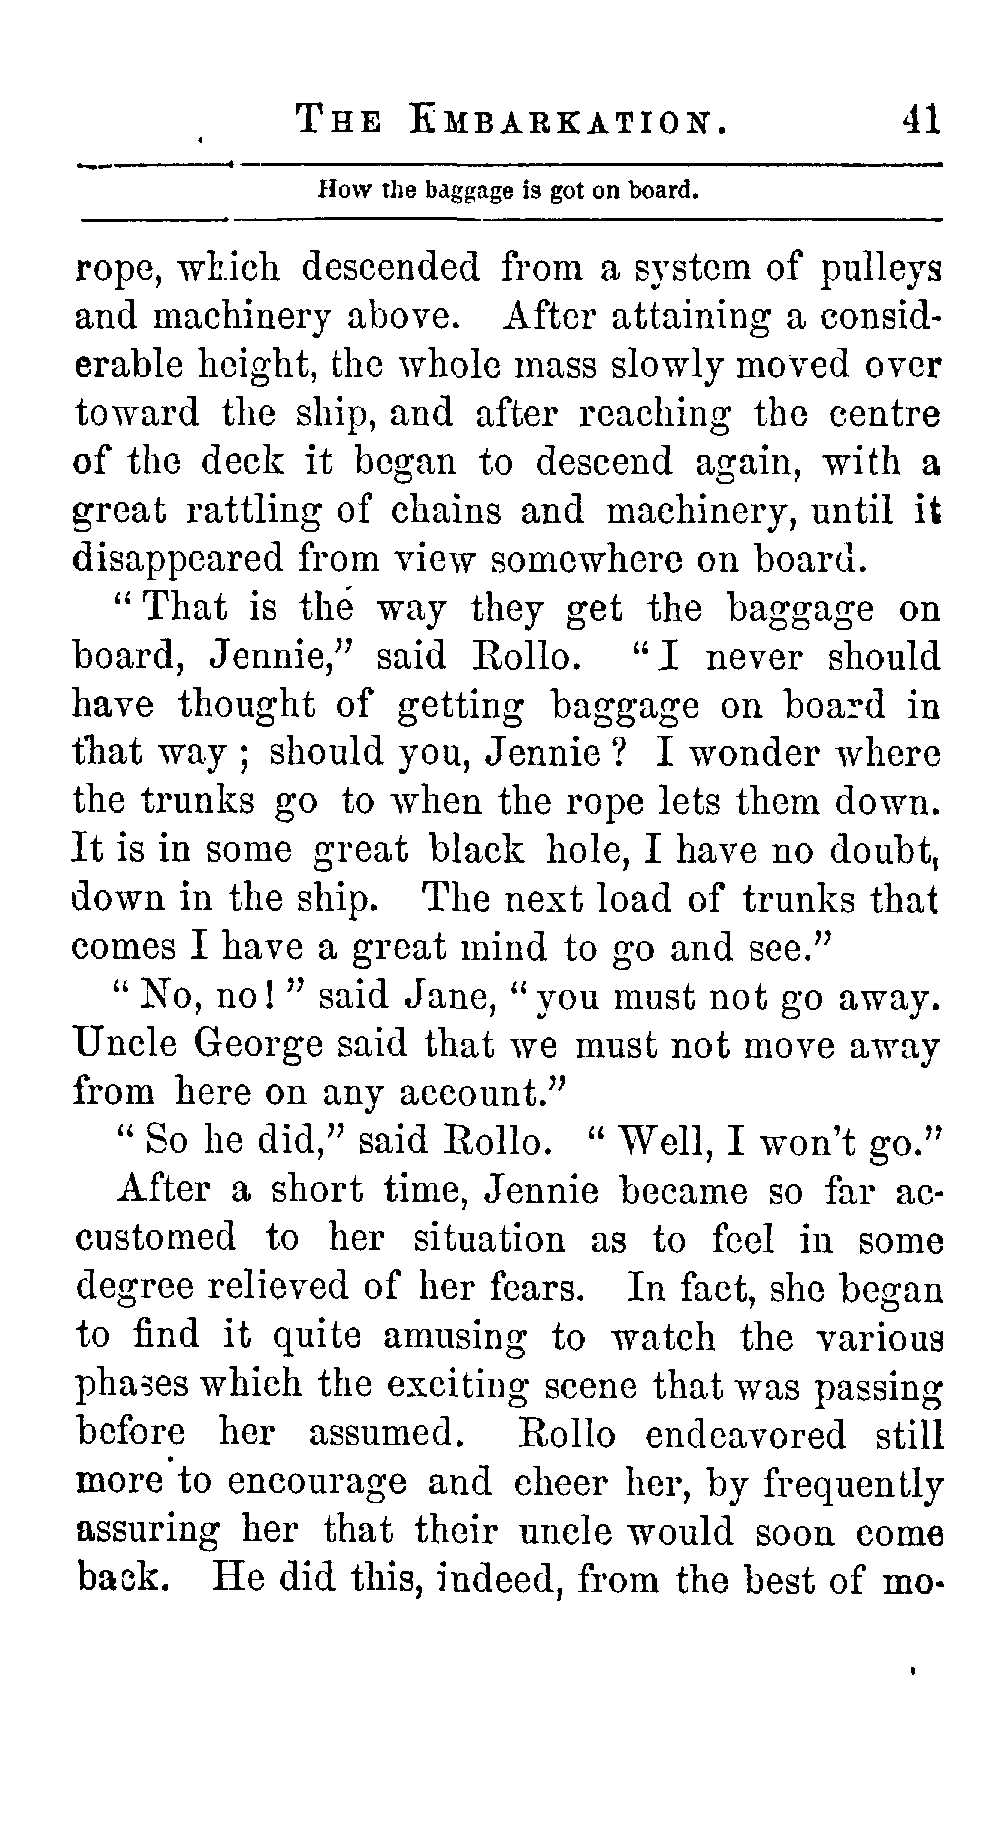 THE EMBARKATION. 41
How the baggage is got on board.
rope, which descended from a system of pulleys
and machinery above. After attaining a consid-
erable height, the whole mass slowly moved over
toward the ship, and after reaching the centre
of the deck it began to descend again, with a
great rattling of chains and machinery, until it
disappeared from view somewhere on board.
“That is the way they get the baggage on
board, Jennie,” said Rollo. “I never should
have thought of getting baggage on board in
that way; should you, Jennie? I wonder where
the trunks go to when the rope lets them down.
It is in some great black hole, I have no doubt,
down in the ship. The next load of trunks that
comes I have a great mind to go and see.”
“No, no!” said Jane, “you must not go away.
Uncle George said that we must not move away
from here on any account.”
“So he did,” said Rollo. “Well, I won’t go.”
After a short time, Jennie became so far ac-
customed to her situation as to feel in some
degree relieved of her fears. In fact, she began
to find it quite amusing to watch the various
phases which the exciting scene that was passing
before her assumed. Rollo endeavored still
more to encourage and cheer her, by frequently
assuring her that their uncle would soon come
back. He did this, indeed, from the best of mo-